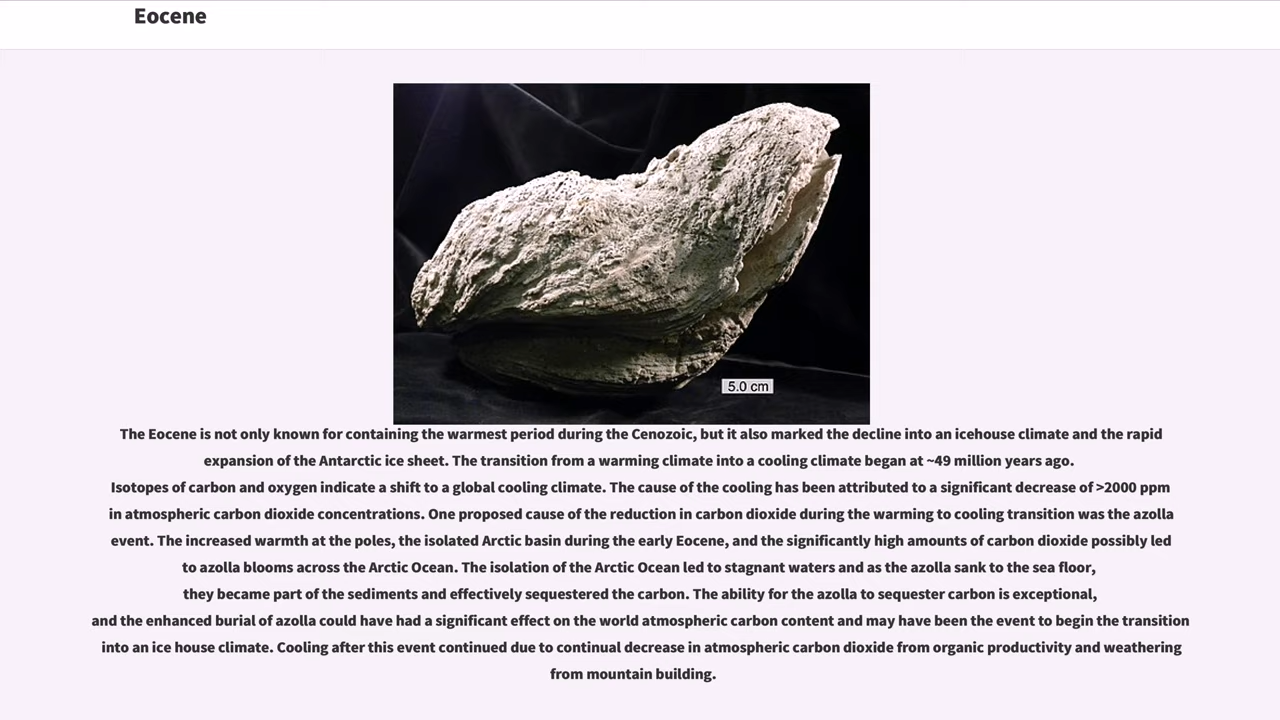 Eocene
5.0 cm
The Eocene is not only known for containing the warmest period during the Cenozoic, but it also marked the decline into an icehouse climate and the rapid
expansion of the Antarctic ice sheet. The transition from a warming climate into a cooling climate began at ~49 million years ago.
Isotopes of carbon and oxygen indicate a shift to a global cooling climate. The cause of the cooling has been attributed to a significant decrease of >2000 ppm
in atmospheric carbon dioxide concentrations. One proposed cause of the reduction in carbon dioxide during the warming to cooling transition was the azolla
event. The increased warmth at the poles, the isolated Arctic basin during the early Eocene, and the significantly high amounts of carbon dioxide possibly led
to azolla blooms across the Arctic Ocean. The isolation of the Arctic Ocean led to stagnant waters and as the azolla sank to the sea floor,
they became part of the sediments and effectively sequestered the carbon. The ability for the azolla to sequester carbon is exceptional,
and the enhanced burial of azolla could have had a significant effect on the world atmospheric carbon content and may have been the event to begin the transition
into an ice house climate. Cooling after this event continued due to continual decrease in atmospheric carbon dioxide from organic productivity and weathering
from mountain building.